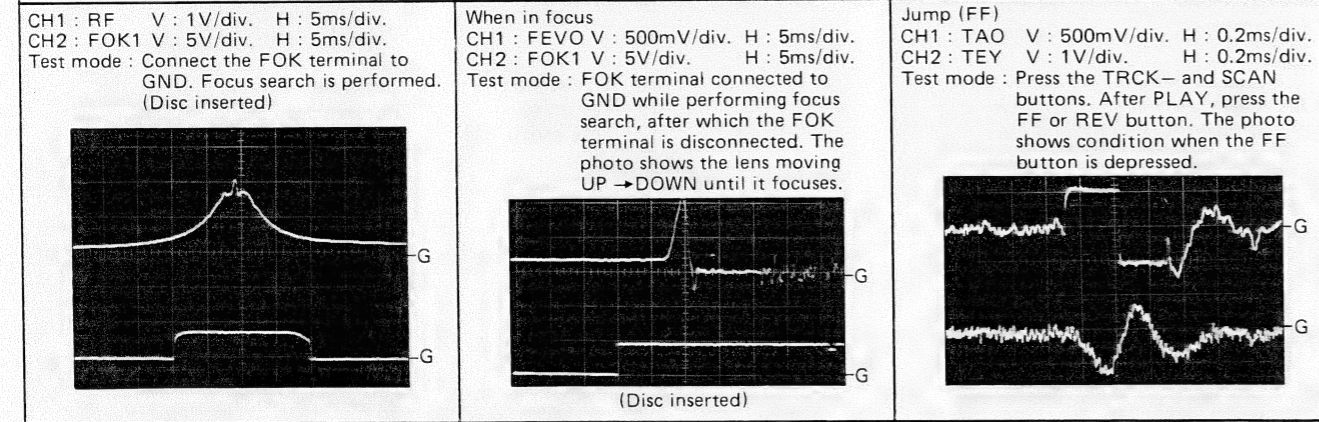 CH1 : RF V : 1V/div. H : 5ms/div.
CH2 : FOK1 V : 5V/div. H : 5ms/div.
Test mode : Connect the FOK terminal to
GND. Focus search is performed.
(Disc inserted)
G
G
When in focus
CH1 : FEVO V : 500mV/div. H : 5ms/div.
CH2 : FOK1 V : 5V/div. H : 5ms/div.
Test mode : FOK terminal connected to
GND while performing focus
search, after which the FOK
terminal is disconnected. The
photo shows the lens moving
UP →DOWN until it focuses.
G
G
(Disc inserted)
Jump (FF)
CH1 : TAO V : 500mV/div. H : 0.2ms/div.
CH2 : TEY V : 1V/div. H : 0.2ms/div.
Test mode : Press the TRCK− and SCAN
buttons. After PLAY, press the
FF or REV button. The photo
shows condition when the FF
button is depressed.
G
G